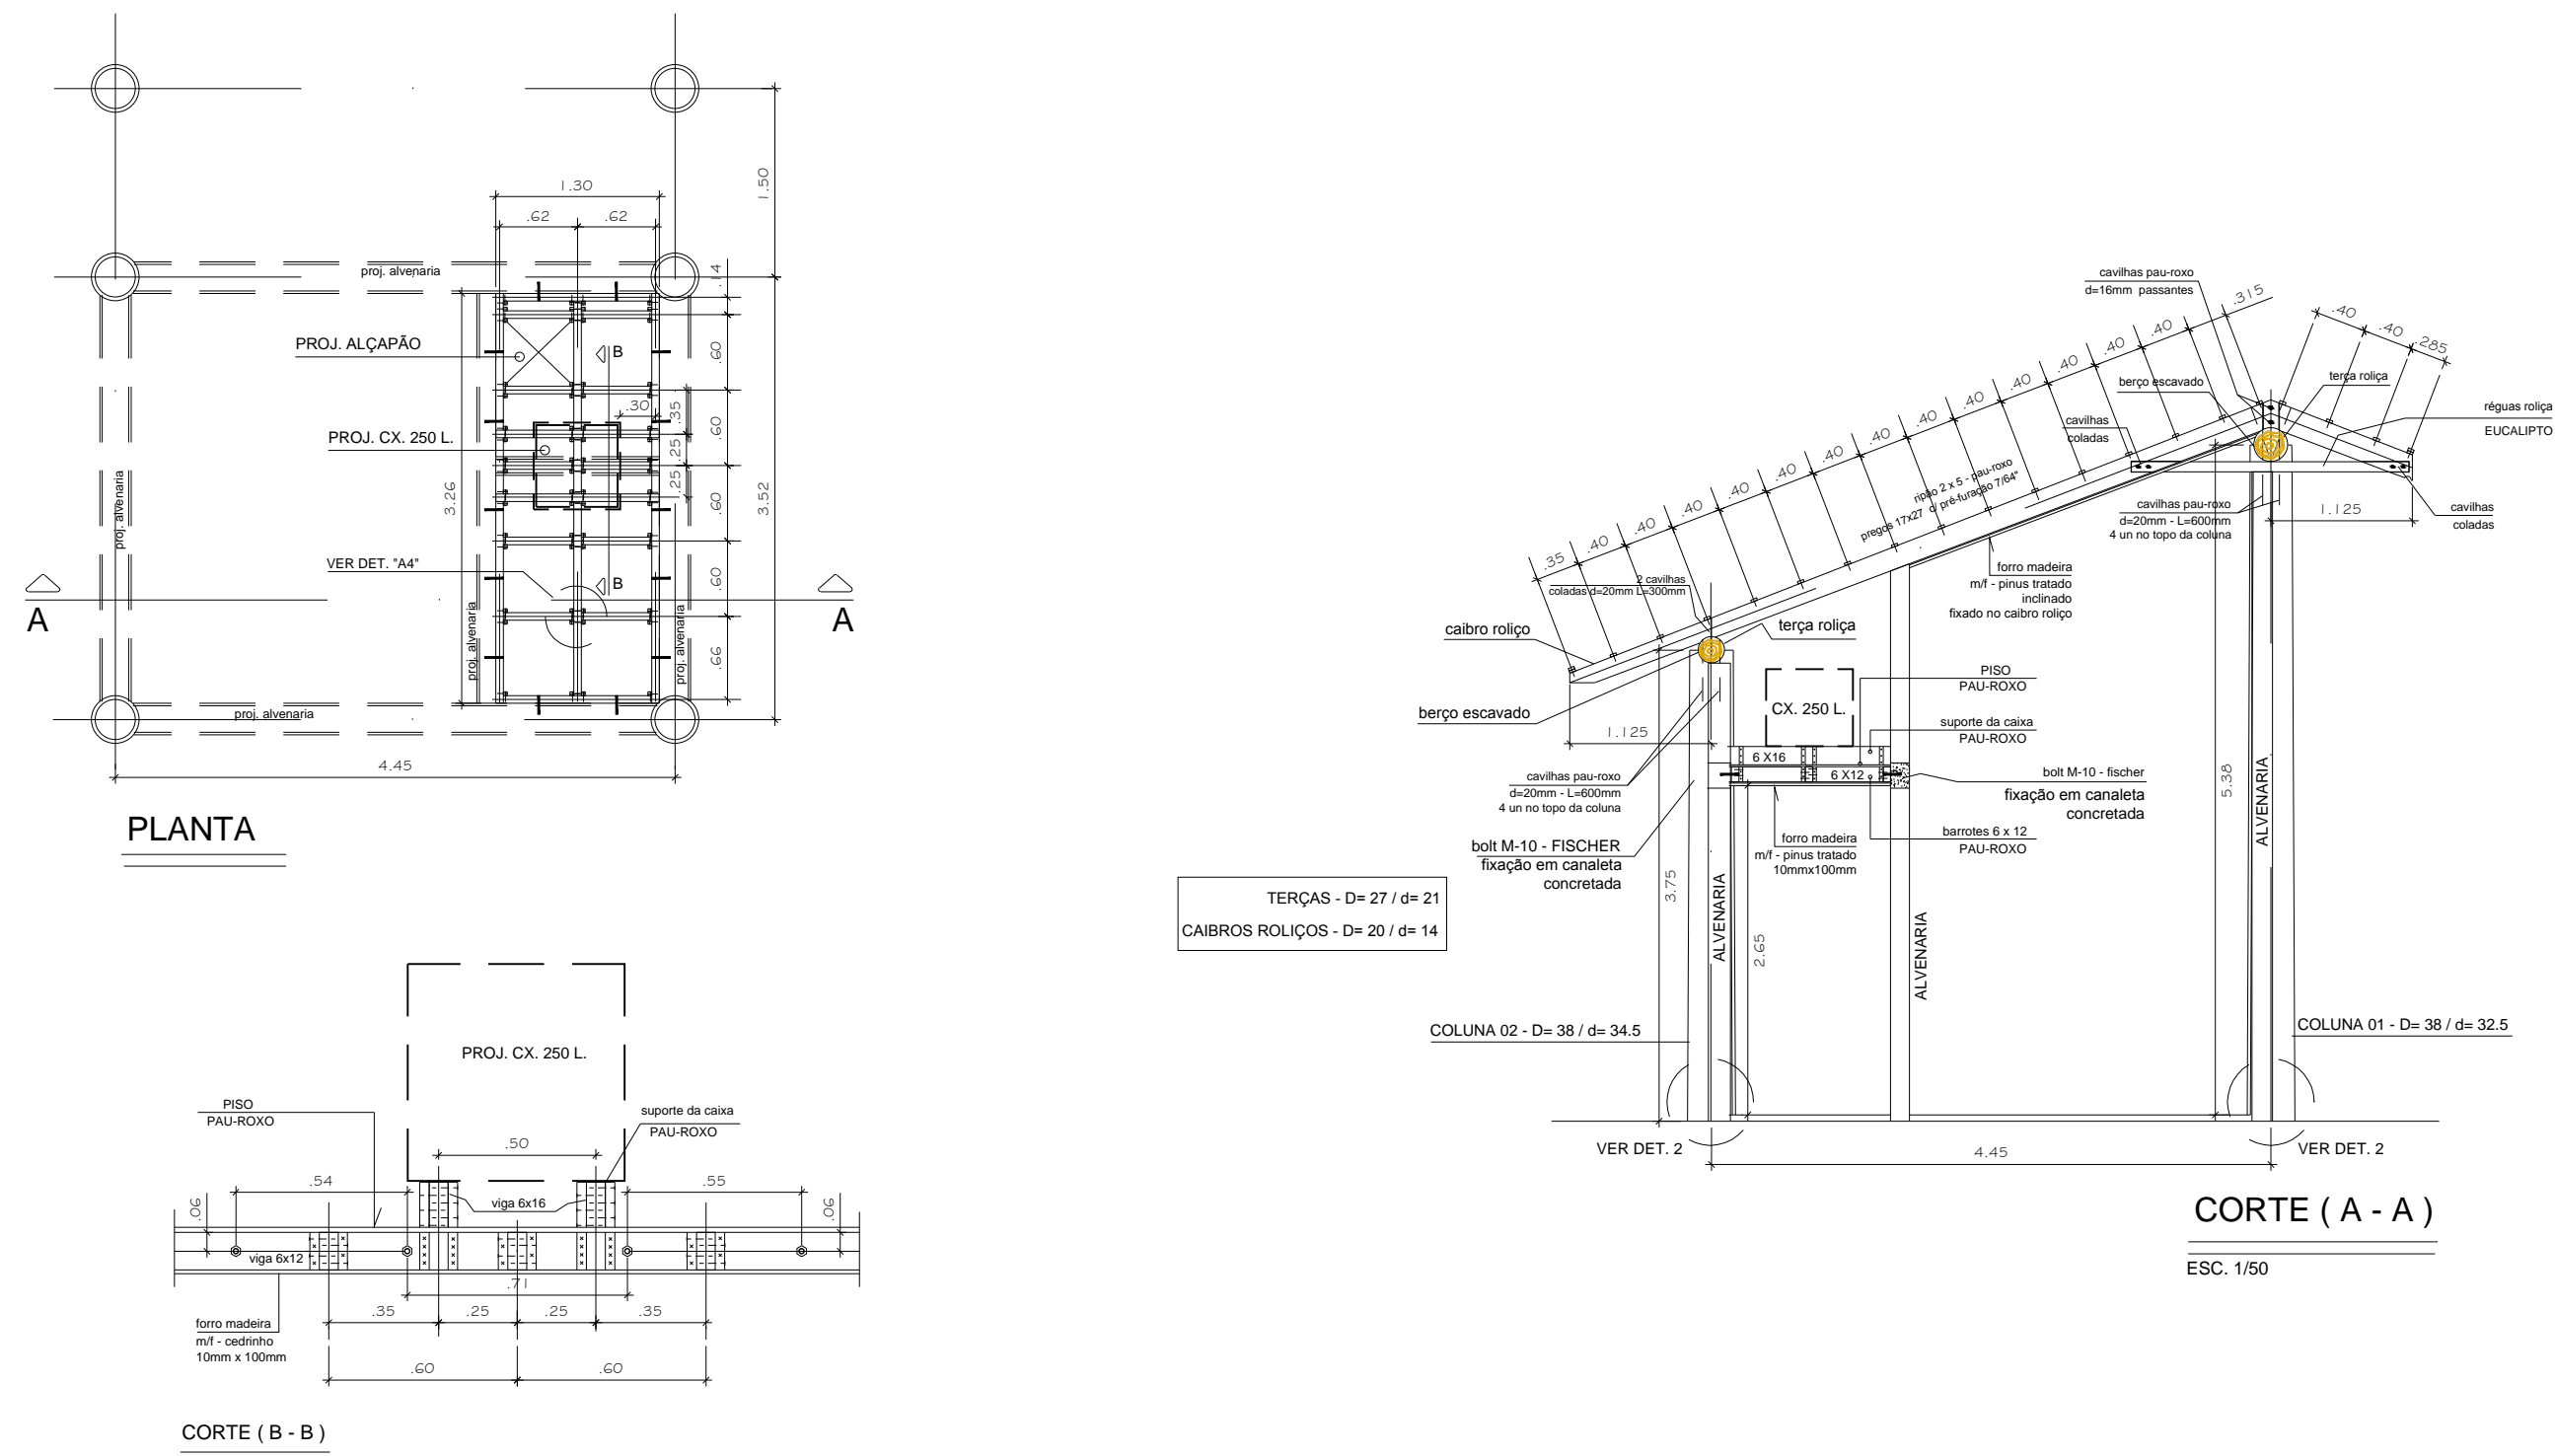 1.30
.62
.62
1.50
.14
proj. alvenaria
PROJ. ALÇAPÃO
B
.60
.30
.35
.60
PROJ. CX. 250 L.
.25
3.26
proj. alvenaria
.25
.60
3.52
VER DET. "A4"
B
.60
A
A
proj. alvenaria
proj. alvenaria
.66
proj. alvenaria
4.45
PLANTA
PROJ. CX. 250 L.
PISO
PAU-ROXO
suporte da caixa
PAU-ROXO
.50
.54
.55
.06
viga 6x16
.06
viga 6x12
.71
.35
.25
.25
.35
forro madeira
m/f - cedrinho
10mm x 100mm
.60
.60
CORTE ( B - B )
cavilhas pau-roxo
d=16mm passantes
.315
.40
.40
.285
.40
.40
.40
.40
.40
.40
.40
.40
.40
.40
.40
.40
.40
.35
berço escavado
terça roliça
réguas roliça
EUCALIPTO
cavilhas
coladas
ripão 2 x 5 - pau-roxo
pregos 17x27 c/ pré-furação 7/64"
cavilhas pau-roxo
d=20mm - L=600mm
4 un no topo da coluna
1.125
cavilhas
coladas
2 cavilhas
coladas d=20mm L=300mm
forro madeira
m/f - pinus tratado
inclinado
fixado no caibro roliço
caibro roliço
terça roliça
PISO
PAU-ROXO
berço escavado
CX. 250 L.
suporte da caixa
PAU-ROXO
1.125
6 X16
6 X12
cavilhas pau-roxo
d=20mm - L=600mm
4 un no topo da coluna
bolt M-10 - fischer
fixação em canaleta
concretada
5.38
ALVENARIA
bolt M-10 - FISCHER
fixação em canaleta
concretada
forro madeira
m/f - pinus tratado
10mmx100mm
barrotes 6 x 12
PAU-ROXO
3.75
TERÇAS - D= 27 / d= 21
CAIBROS ROLIÇOS - D= 20 / d= 14
ALVENARIA
2.65
ALVENARIA
COLUNA 02 - D= 38 / d= 34.5
COLUNA 01 - D= 38 / d= 32.5
VER DET. 2
4.45
VER DET. 2
CORTE ( A - A )
ESC. 1/50